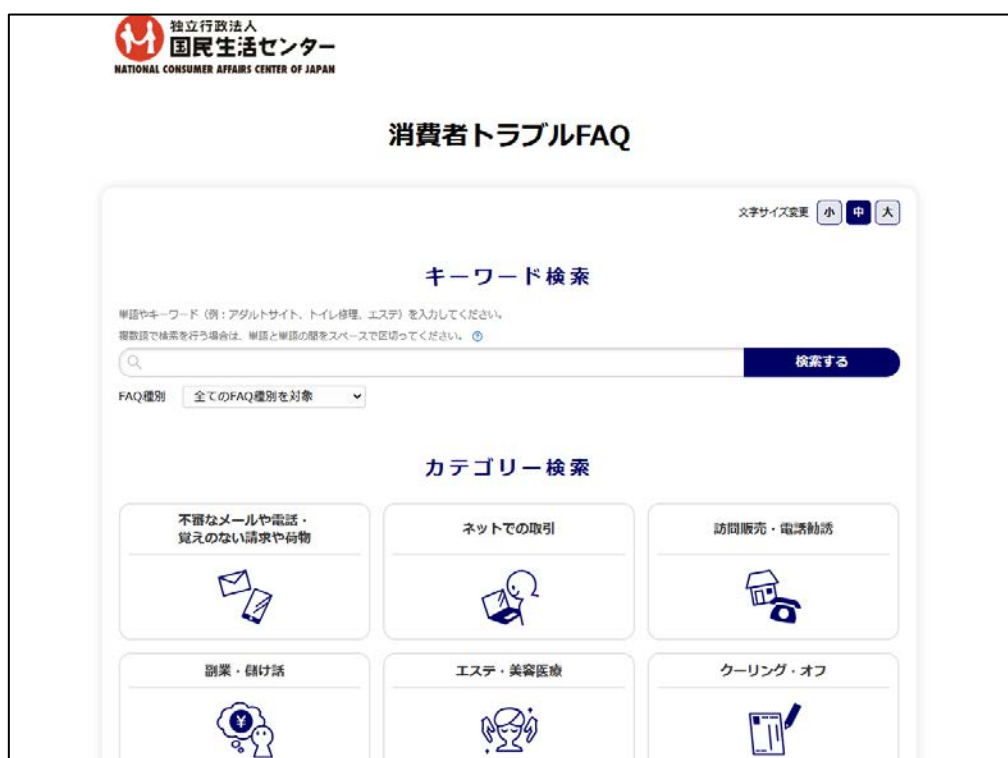 独立行政法人
国民生活センター
NATIONAL CONSUMER AFFAIRS CENTER OF JAPAN
消費者トラブルFAQ
文字サイズ変更 小 中 大
キーワード検索
単語やキーワード（例：アダルトサイト、トイレ修理、エステ）を入力してください。
複数語で検索を行う場合は、単語と単語の間をスペースで区切ってください。 ?
検索する
FAQ種別 全てのFAQ種別を対象
カテゴリー検索
不審なメールや電話・
覚えのない請求や荷物
ネットでの取引
訪問販売・電話勧誘
副業・儲け話
¥
エステ・美容医療
クーリング・オフ